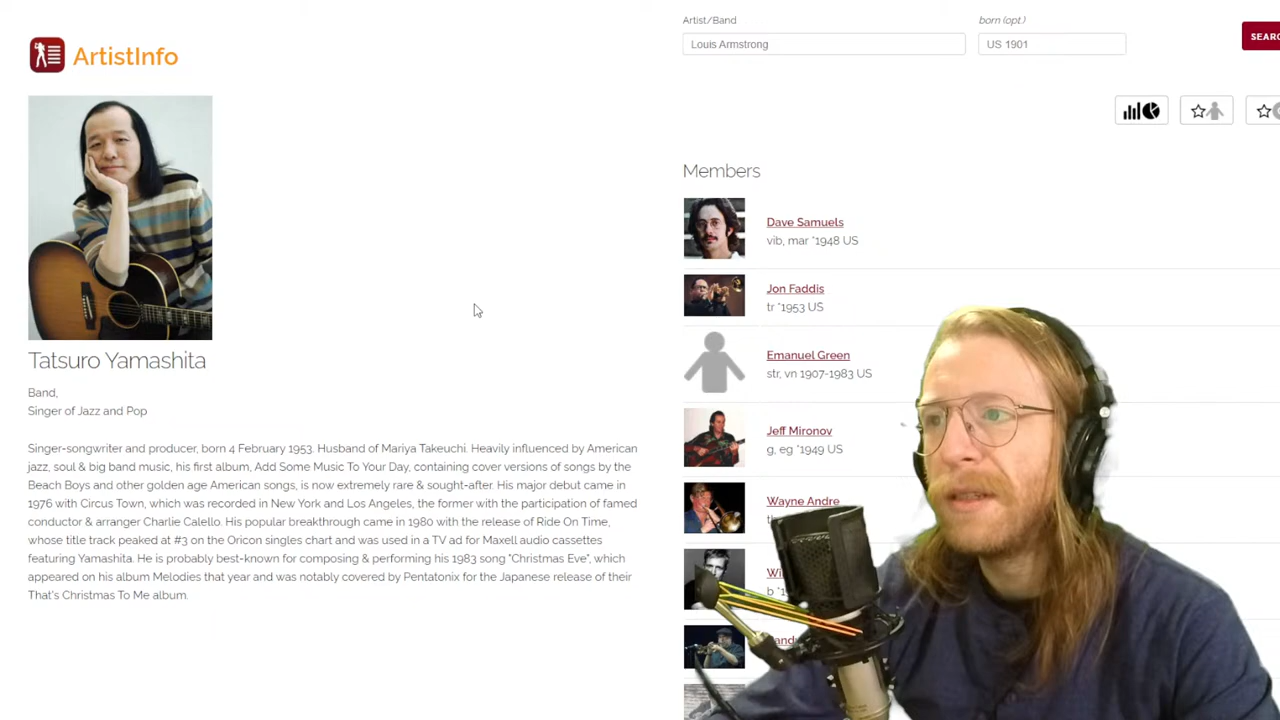 ArtistInfo
Artist/Band
born (opt.)
Louis Armstrong
US 1901
Tatsuro Yamashita
Band,
Singer of Jazz and Pop
Singer-songwriter and producer, born 4 February 1953. Husband of Mariya Takeuchi. Heavily influenced by American
jazz, soul & big band music, his first album, Add Some Music To Your Day, containing cover versions of songs by the
Beach Boys and other golden age American songs, is now extremely rare & sought-after. His major debut came in
1976 with Circus Town, which was recorded in New York and Los Angeles, the former with the participation of famed
conductor & arranger Charlie Calello. His popular breakthrough came in 1980 with the release of Ride On Time,
whose title track peaked at #3 on the Oricon singles chart and was used in a TV ad for Maxell audio cassettes
featuring Yamashita. He is probably best-known for composing & performing his 1983 song "Christmas Eve", which
appeared on his album Melodies that year and was notably covered by Pentatonix for the Japanese release of their
That's Christmas To Me album.
Members
Dave Samuels
vib, mar *1948 US
Jon Faddis
tr *1953 US
Emanuel Green
str, vn 1907-1983 US
Jeff Mironov
g, eg *1949 US
Wayne Andre